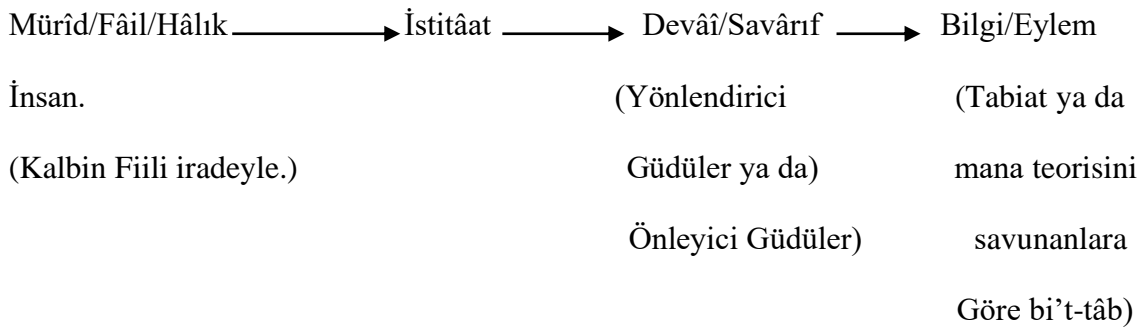 Mürîd/Fâil/Hâlık İstitâat Devâî/Savârıf Bilgi/Eylem
İnsan. (Yönlendirici (Tabiat ya da
(Kalbin Fiili iradeyle.) Güdüler ya da) mana teorisini
Önleyici Güdüler) savunanlara
Göre bi’t-tâb)